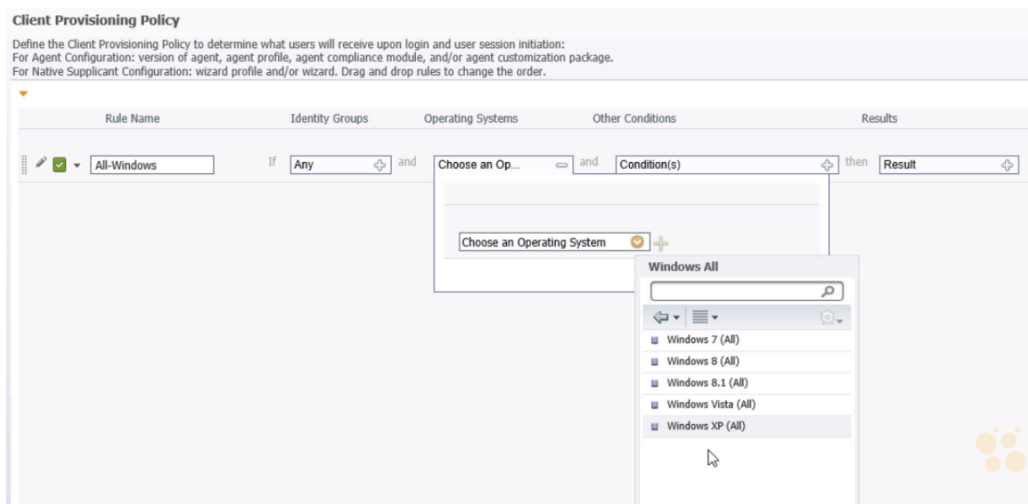 Client Provisioning Policy
Define the Client Provisioning Policy to determine what users will receive upon login and user session initiation:
For Agent Configuration: version of agent, agent profile, agent compliance module, and/or agent customization package.
For Native Supplicant Configuration: wizard profile and/or wizard. Drag and drop rules to change the order.
Rule Name Identity Groups Operating Systems Other Conditions Results
All-Windows If Any and Choose an Op... and Condition(s) then Result
Choose an Operating System
Windows All
Windows 7 (All)
Windows 8 (All)
Windows 8.1 (All)
Windows Vista (All)
Windows XP (All)